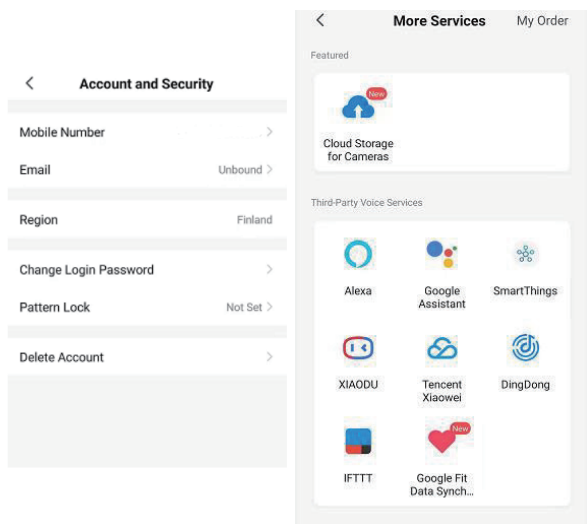 Account and Security
Mobile Number
Email Unbound
Region Finland
Change Login Password
Pattern Lock Not Set
Delete Account
More Services My Order
Featured
New
Cloud Storage
for Cameras
Third-Party Voice Services
Alexa
Google
Assistant
SmartThings
XIAODU
Tencent
Xiaowei
DingDong
IFTTT
New
Google Fit
Data Synch...